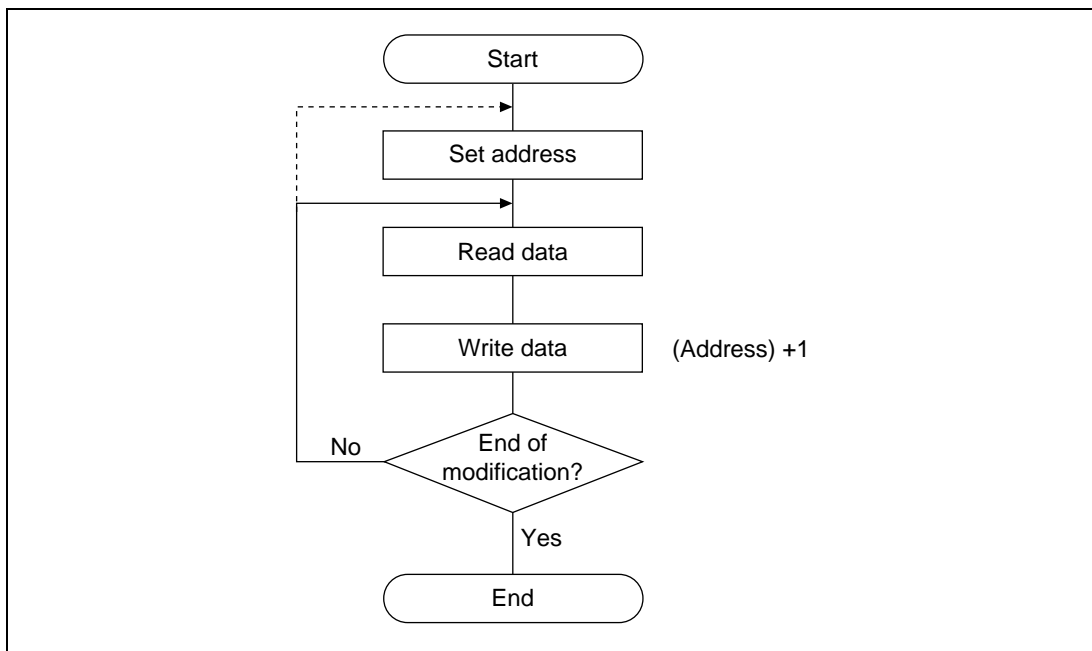 Start
Set address
Read data
Write data
(Address) +1
End of
modification?
No
Yes
End